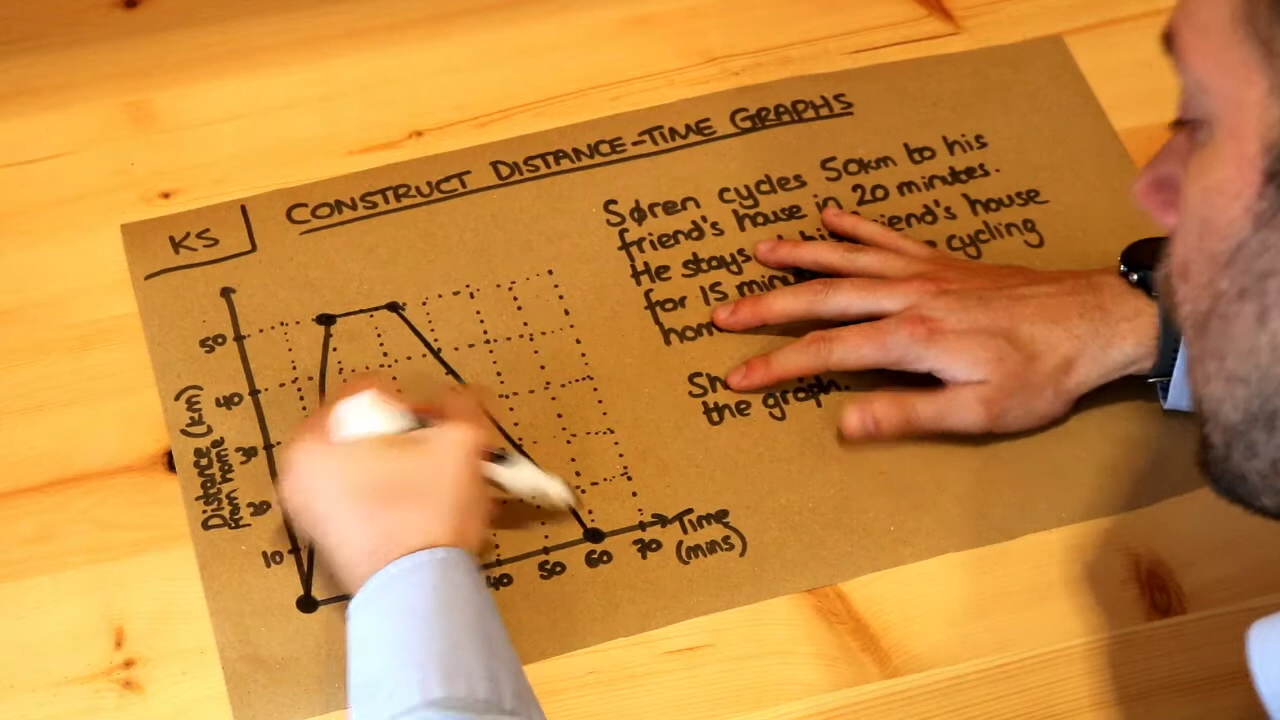 CONSTRUCT DISTANCE-TIME GRAPHS
KS
Søren cycles 50km to his
friend's house in 20 minutes.
He stays his friend's house
for 15 cycling

the graph.
50
40
30
20
10
Distance (km)
from home
40 50 60 70
Time
(mins)